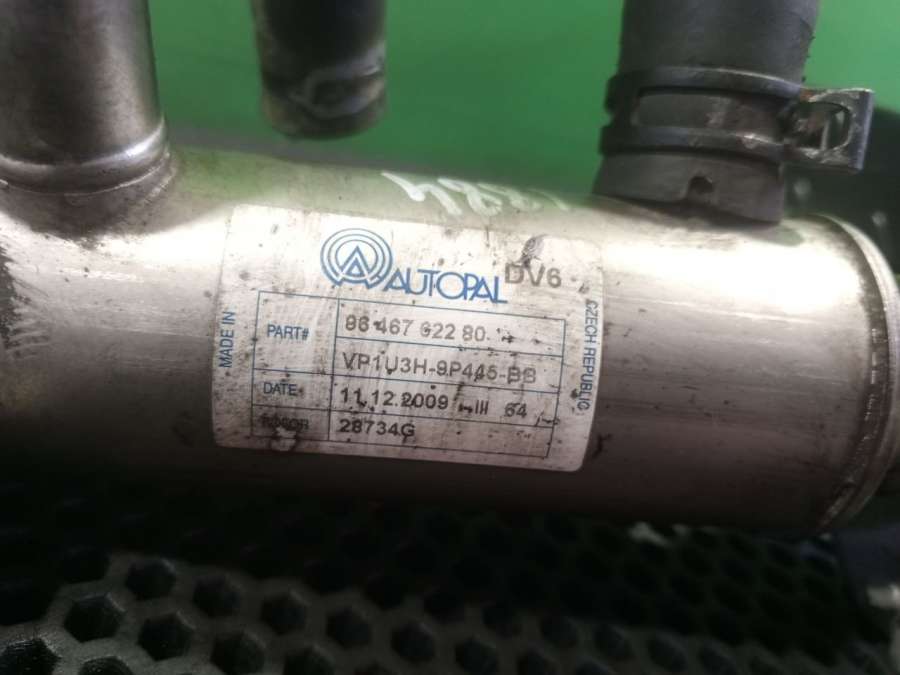 AUTOPAL DV6
MADE IN
CZECH REPUBLIC
PART# 96 467 622 80
VP1U3H-9P445-BB
DATE: 11.12.2009 III 64
28734G